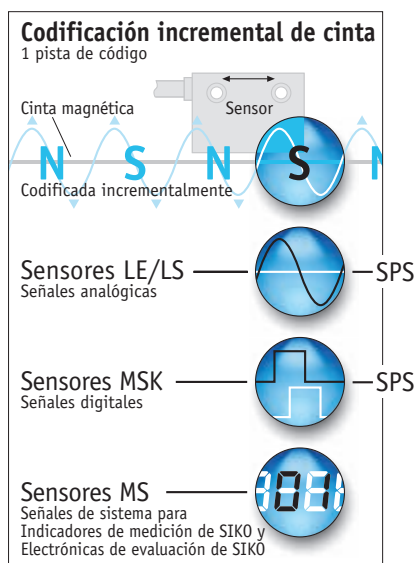 Codificación incremental de cinta
1 pista de código
Sensor
Cinta magnética
N S N S N
Codificada incrementalmente
Sensores LE/LS
SPS
Señales analógicas
Sensores MSK
SPS
Señales digitales
Sensores MS
Señales de sistema para
Indicadores de medición de SIKO y
Electrónicas de evaluación de SIKO
01